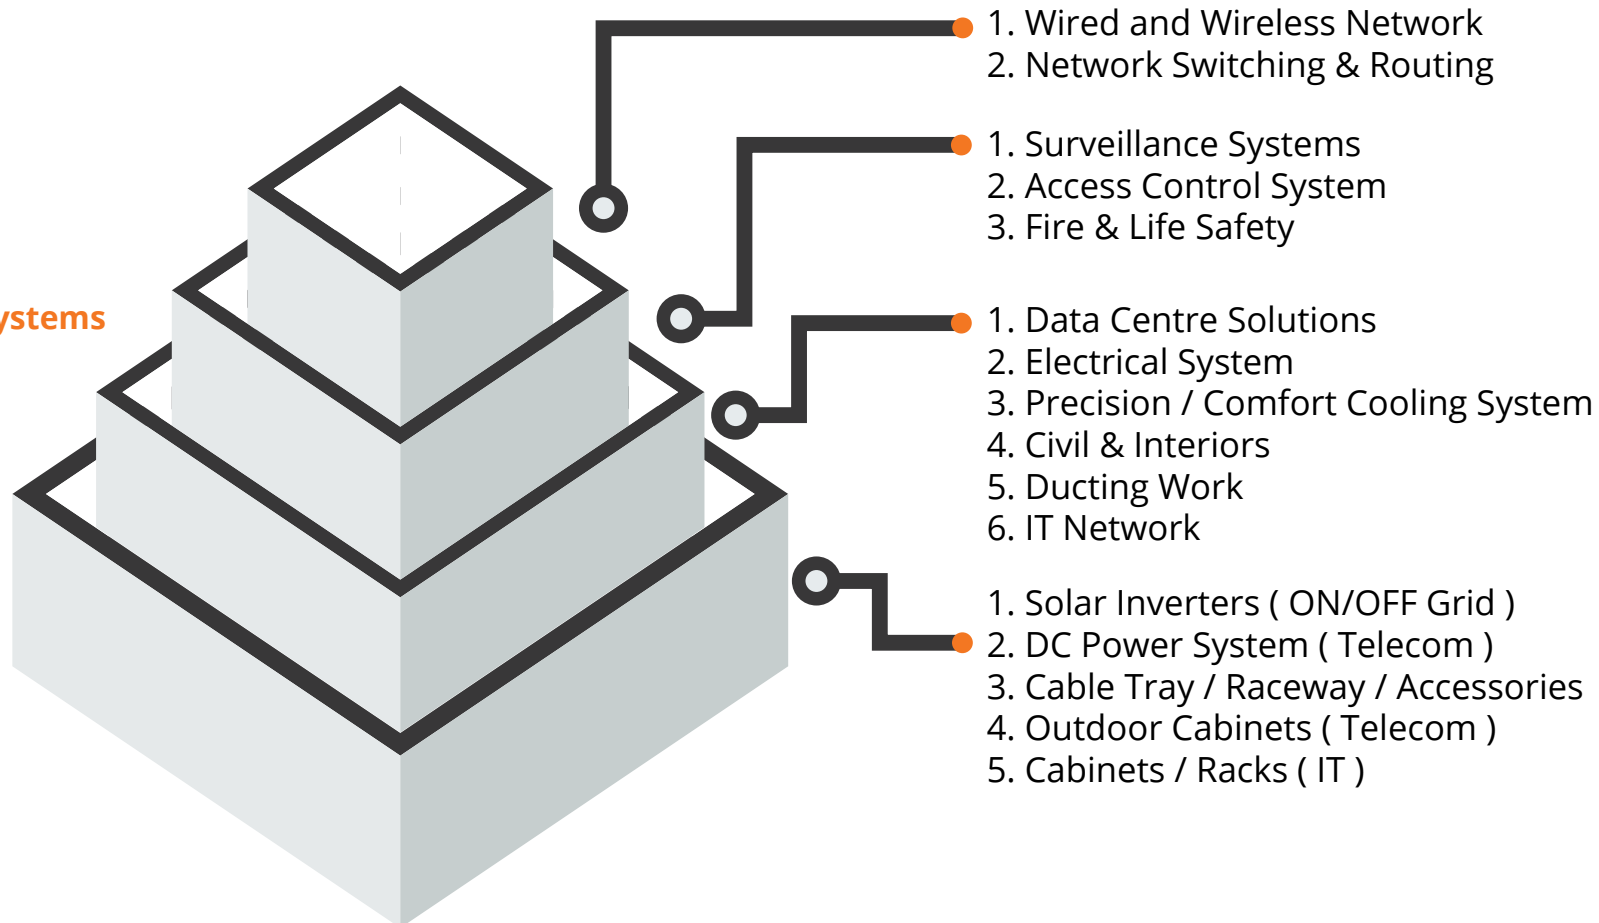 1. Wired and Wireless Network
2. Network Switching & Routing
1. Surveillance Systems
2. Access Control System
3. Fire & Life Safety
ystems
1. Data Centre Solutions
2. Electrical System
3. Precision / Comfort Cooling System
4. Civil & Interiors
5. Ducting Work
6. IT Network
1. Solar Inverters ( ON/OFF Grid )
2. DC Power System ( Telecom )
3. Cable Tray / Raceway / Accessories
4. Outdoor Cabinets ( Telecom )
5. Cabinets / Racks ( IT )